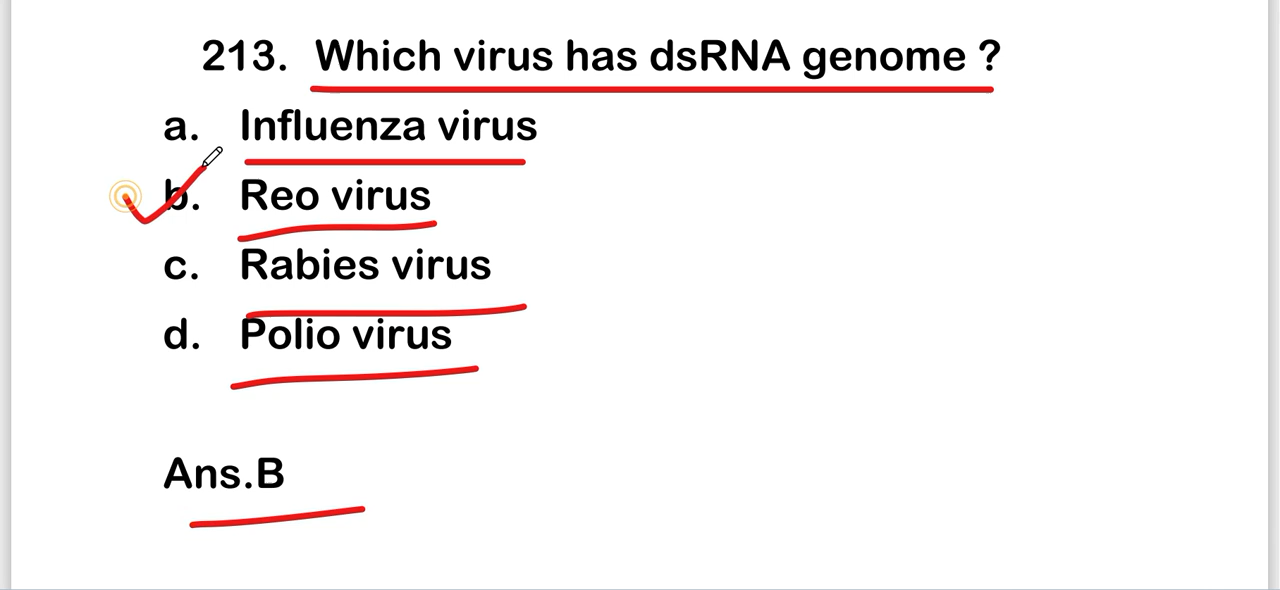 213. Which virus has dsRNA genome ?
a. Influenza virus
b. Reo virus
c. Rabies virus
d. Polio virus
Ans.B